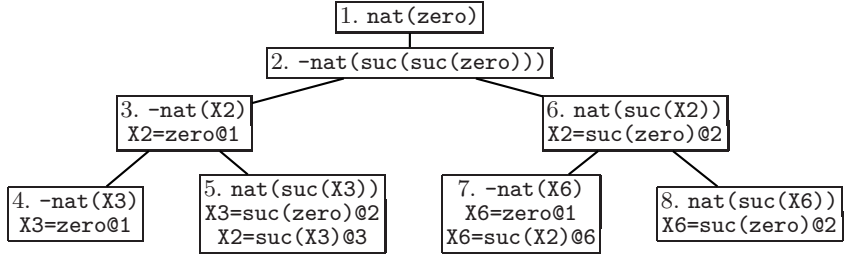 1. nat(zero)
2. -nat(suc(suc(zero)))
3. -nat(X2)
X2=zero@1
6. nat(suc(X2))
X2=suc(zero)@2
4. -nat(X3)
X3=zero@1
5. nat(suc(X3))
X3=suc(zero)@2
X2=suc(X3)@3
7. -nat(X6)
X6=zero@1
X6=suc(X2)@6
8. nat(suc(X6))
X6=suc(zero)@2